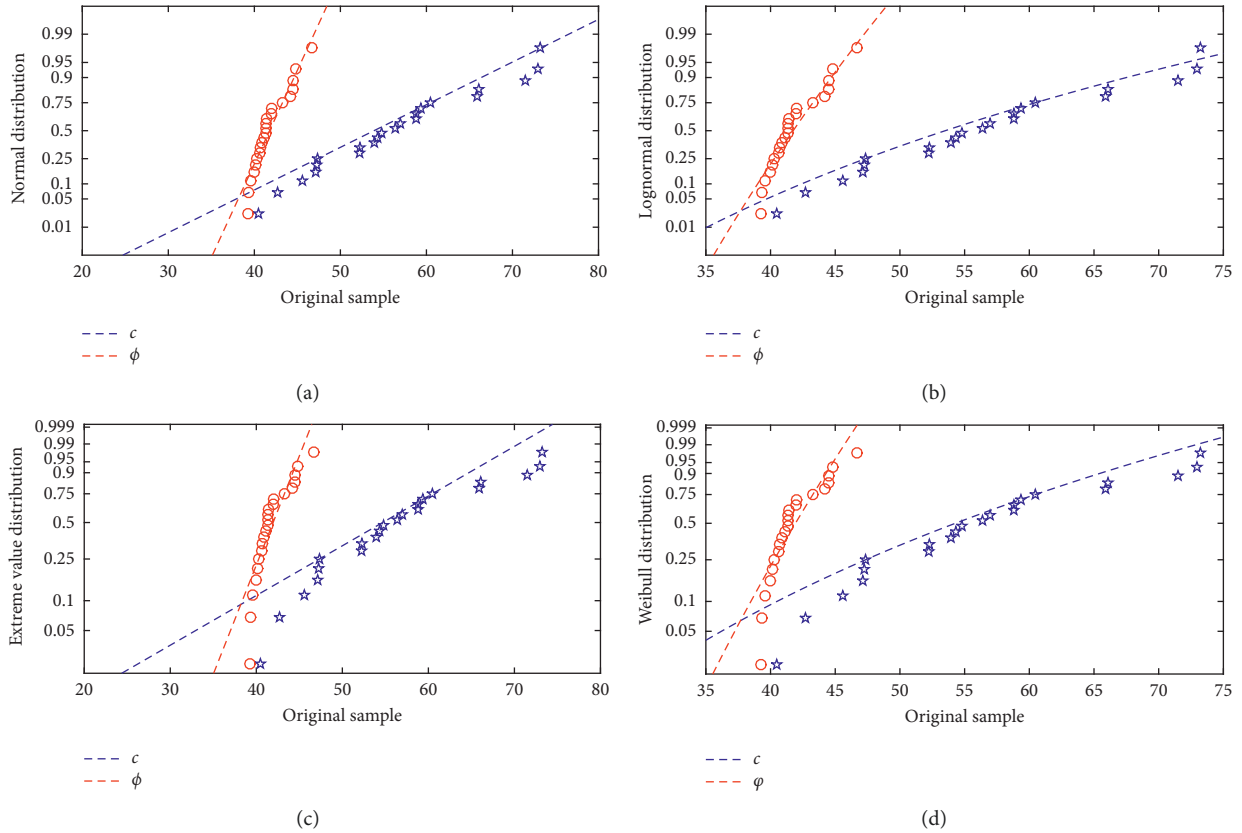 Normal distribution
0.99
0.95
0.9
0.75
0.5
0.25
0.1
0.05
0.01
20 30 40 50 60 70 80
Original sample
c
ϕ
(a)
Lognormal distribution
0.99
0.95
0.9
0.75
0.5
0.25
0.1
0.05
0.01
35 40 45 50 55 60 65 70 75
Original sample
c
ϕ
(b)
Extreme value distribution
0.999
0.99
0.95
0.9
0.75
0.5
0.25
0.1
0.05
20 30 40 50 60 70 80
Original sample
c
ϕ
(c)
Weibull distribution
0.999
0.99
0.95
0.9
0.75
0.5
0.25
0.1
0.05
35 40 45 50 55 60 65 70 75
Original sample
c
φ
(d)